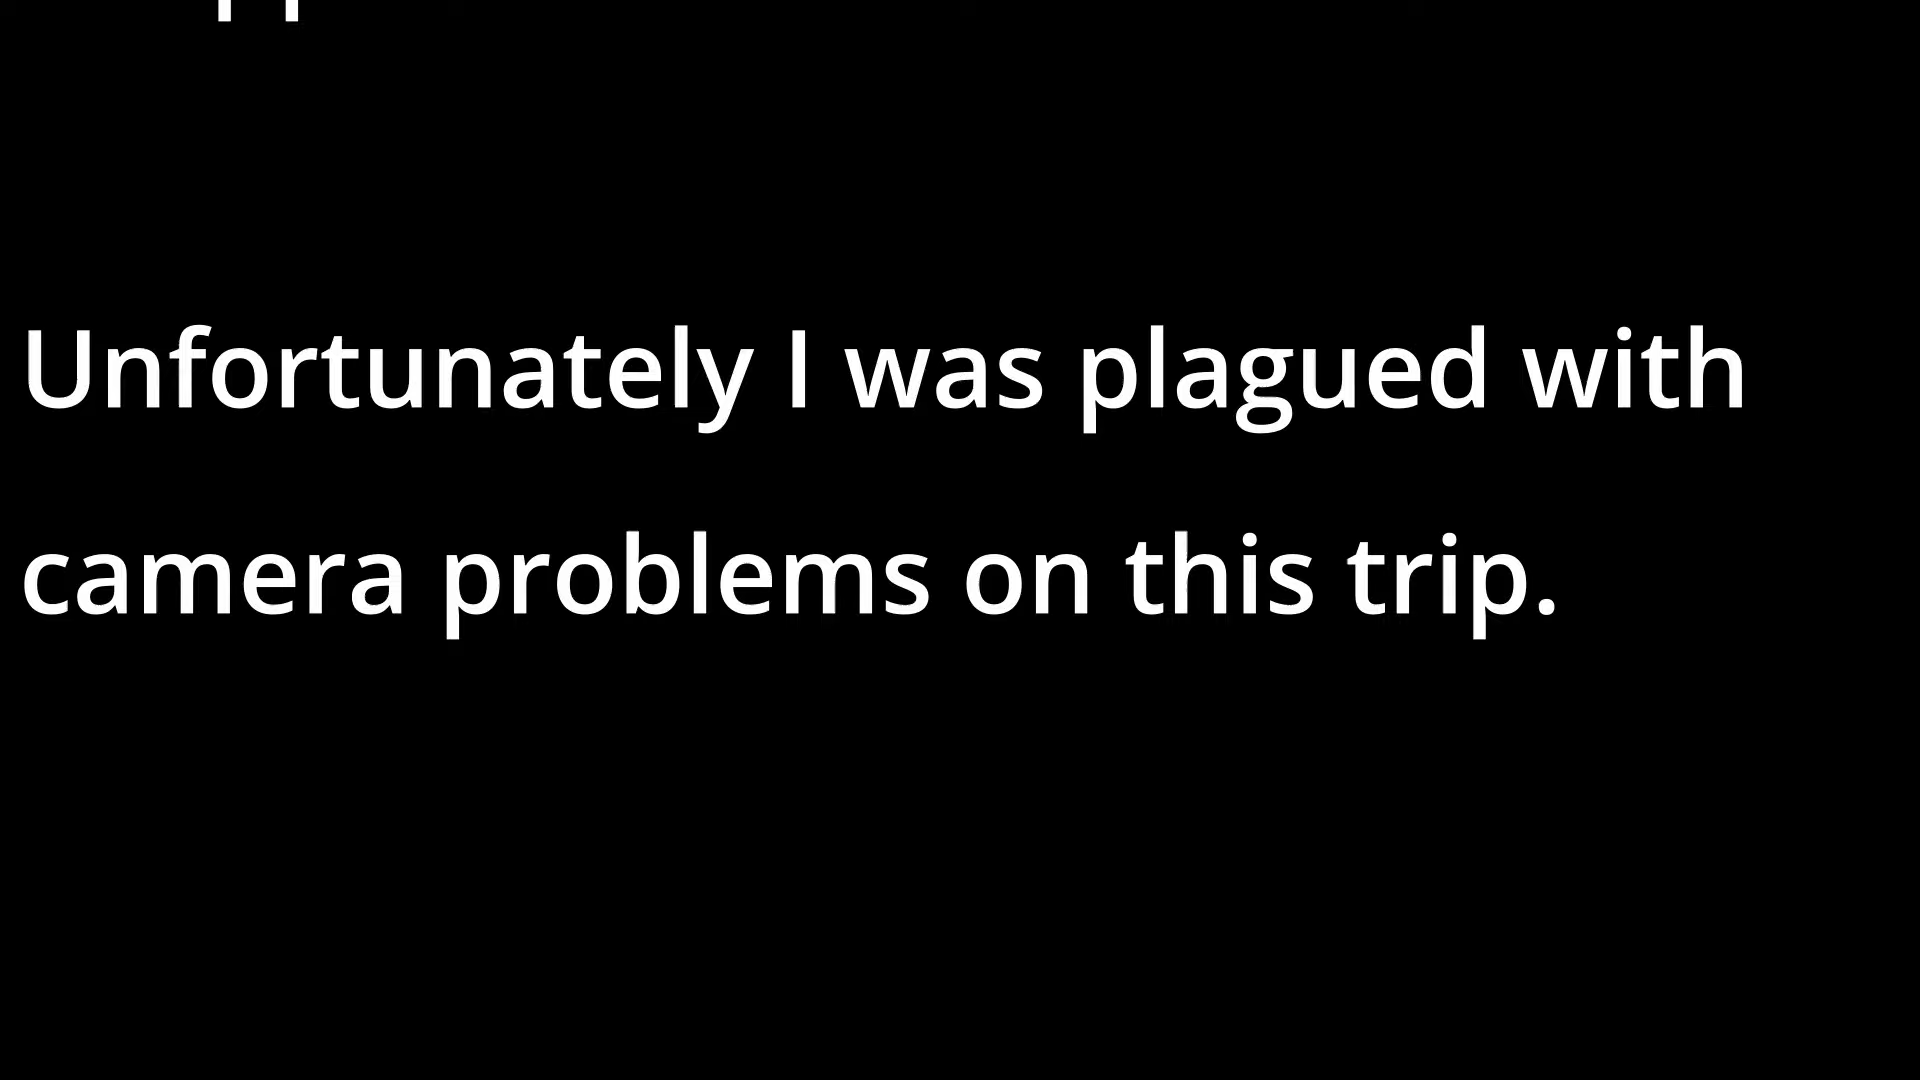 Unfortunately I was plagued with
camera problems on this trip.